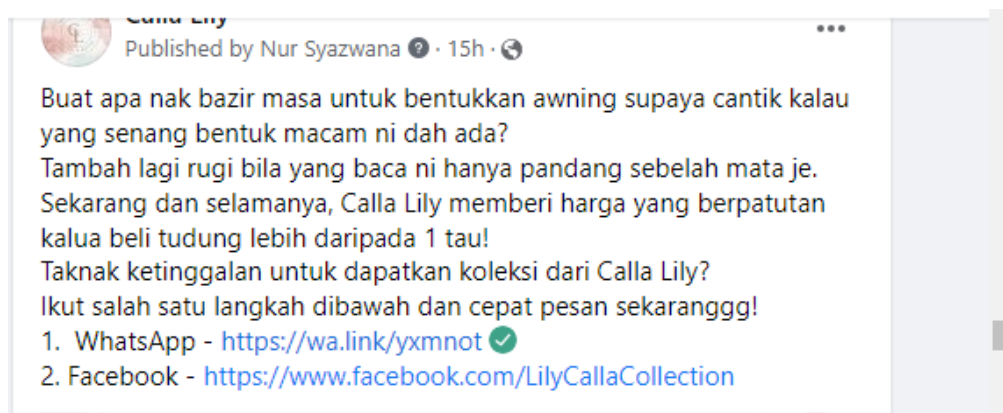 Calla Lily
Published by Nur Syazwana · 15h ·
Buat apa nak bazir masa untuk bentukkan awning supaya cantik kalau
yang senang bentuk macam ni dah ada?
Tambah lagi rugi bila yang baca ni hanya pandang sebelah mata je.
Sekarang dan selamanya, Calla Lily memberi harga yang berpatutan
kalua beli tudung lebih daripada 1 tau!
Taknak ketinggalan untuk dapatkan koleksi dari Calla Lily?
Ikut salah satu langkah dibawah dan cepat pesan sekaranggg!
1. WhatsApp - https://wa.link/yxmnot
2. Facebook - https://www.facebook.com/LilyCallaCollection